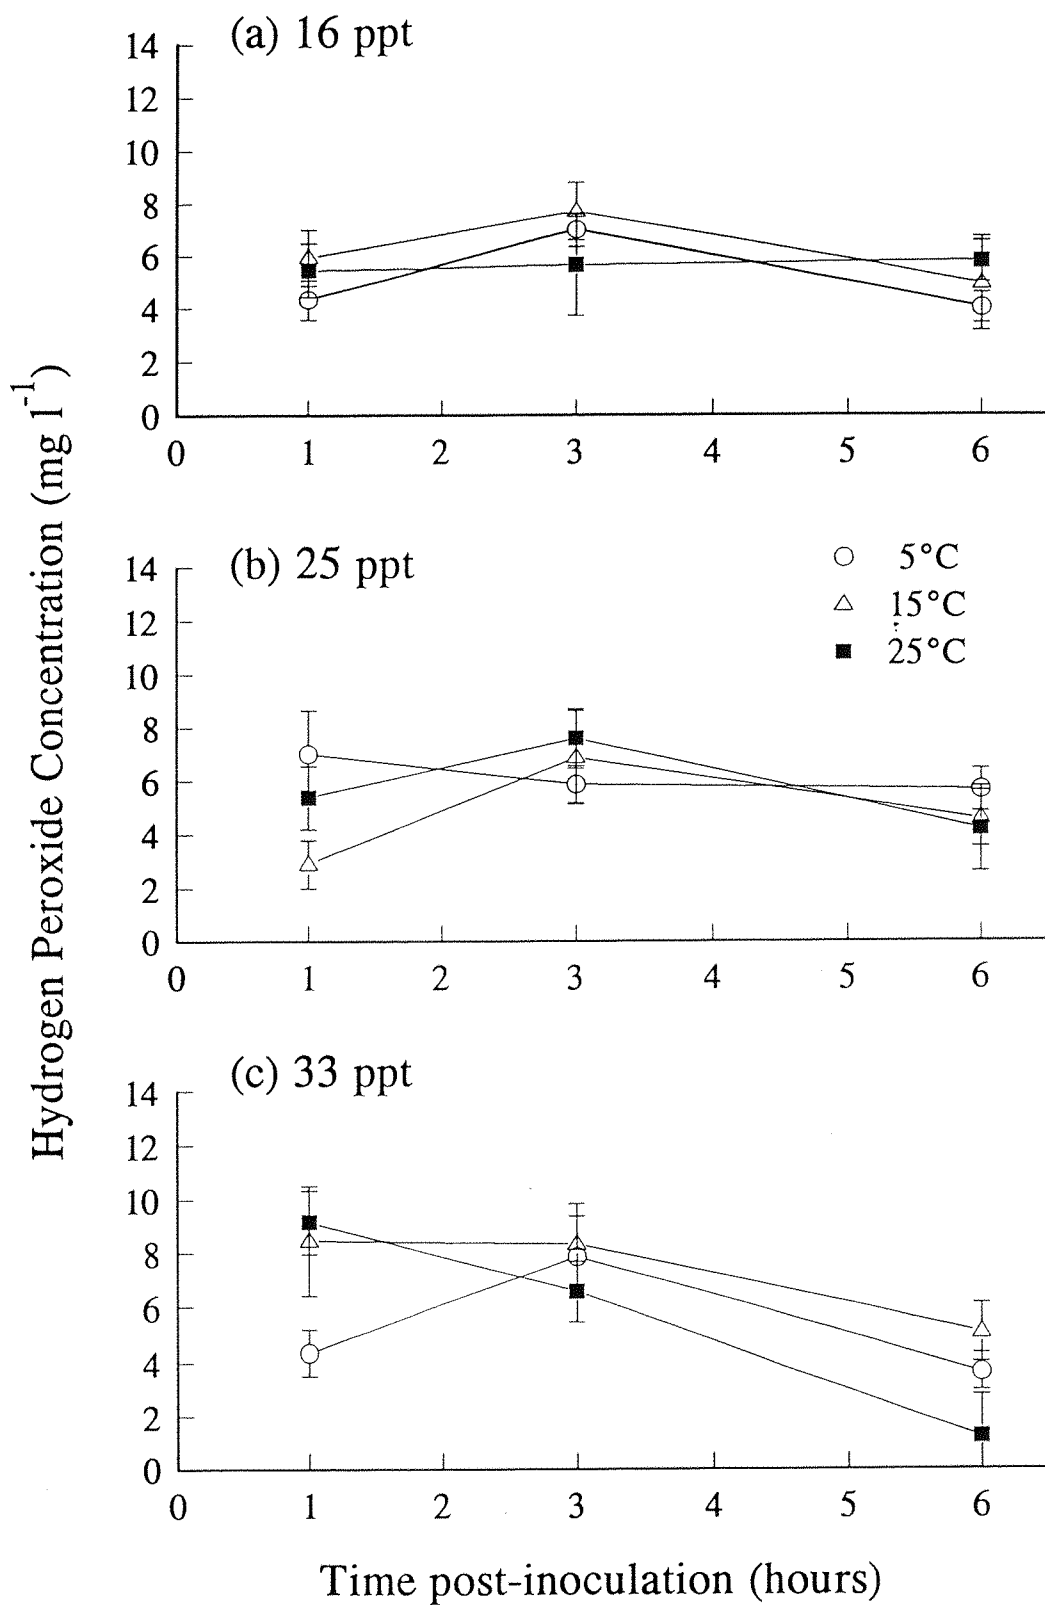 (a) 16 ppt
14
12
10
8
6
4
2
0
0 1 2 3 4 5 6
Hydrogen Peroxide Concentration (mg l⁻¹)
(b) 25 ppt
5°C
15°C
25°C
14
12
10
8
6
4
2
0
0 1 2 3 4 5 6
(c) 33 ppt
14
12
10
8
6
4
2
0
0 1 2 3 4 5 6
Time post-inoculation (hours)